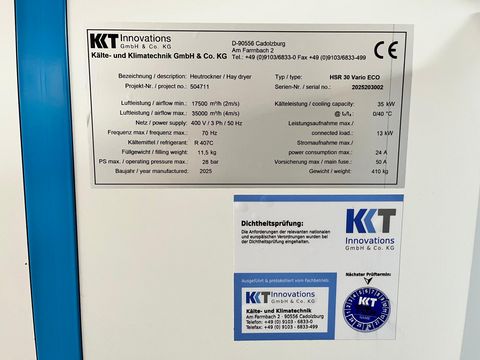 KKT Innovations
GmbH & Co. KG
Kälte- und Klimatechnik GmbH & Co. KG
D-90556 Cadolzburg
Am Farrnbach 2
Tel.: +49 (0)9103/6833-0 Fax +49 (0)9103/6833-499
CE
Bezeichnung / description: Heutrockner / Hay dryer Typ / type: HSR 30 Vario ECO
Projekt-Nr. / project no.: 504711 Serien-Nr. / serial no.: 2025203002
Luftleistung / airflow min.: 17500 m³/h (2m/s) Kälteleistung / cooling capacity: 35 kW
Luftleistung / airflow max.: 35000 m³/h (4m/s) @ t₀/tₐ: 0/40 °C
Netz / power supply: 400 V / 3 Ph / 50 Hz Leistungsaufnahme max./
Frequenz max / frequency max.: 70 Hz connected load.: 13 kW
Kältemittel / refrigerant: R 407C Stromaufnahme max./
Füllgewicht / filling weight: 11,5 kg power consumption max.: 24 A
PS max. / operating pressure max.: 28 bar Vorsicherung max / main fuse: 50 A
Baujahr / year manufactured: 2025 Gewicht / weight: 410 kg
Dichtheitsprüfung:
Die Anforderungen der relevanten nationalen
und europäischen Verordnungen wurden bei
der Dichtheitsprüfung eingehalten.
KKT
Innovations
GmbH & Co. KG
Ausgeführt & protokolliert vom Fachbetrieb:
KKT Innovations
GmbH & Co. KG
Kälte- und Klimatechnik
Am Farrnbach 2 · 90556 Cadolzburg
Telefon: +49 (0) 9103 - 6833-0
Telefax: +49 (0) 9103 - 6833-499
Nächster Prüftermin:
KKT